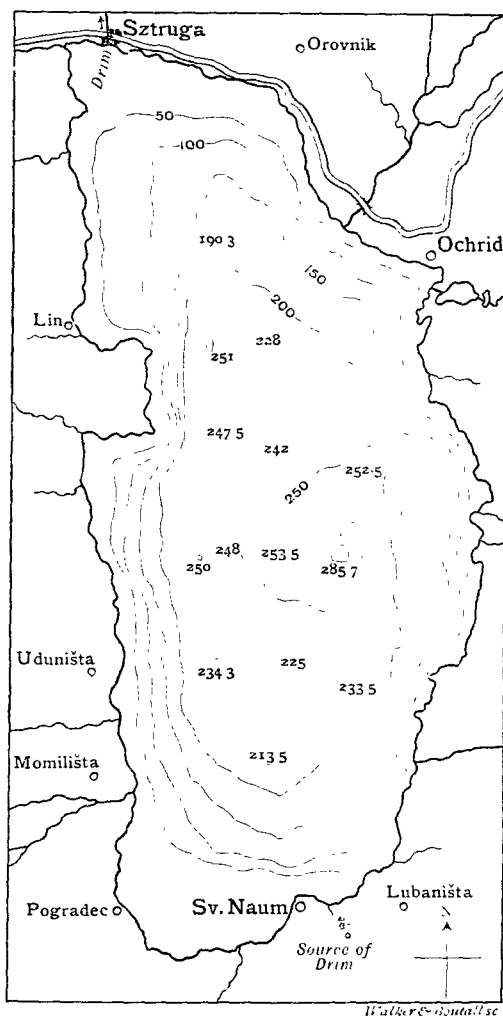 Sztruga
Orovnik
Drim
50
100
190 3
Ochrid
150
200
Lin
228
251
247 5
242
252.5
250
248
253 5
250
285 7
Uduništa
234 3
225
233 5
213 5
Momilišta
Pogradec
Sv. Naum
Lubaništa
N
Source of
Drim
Walker & Boutall sc